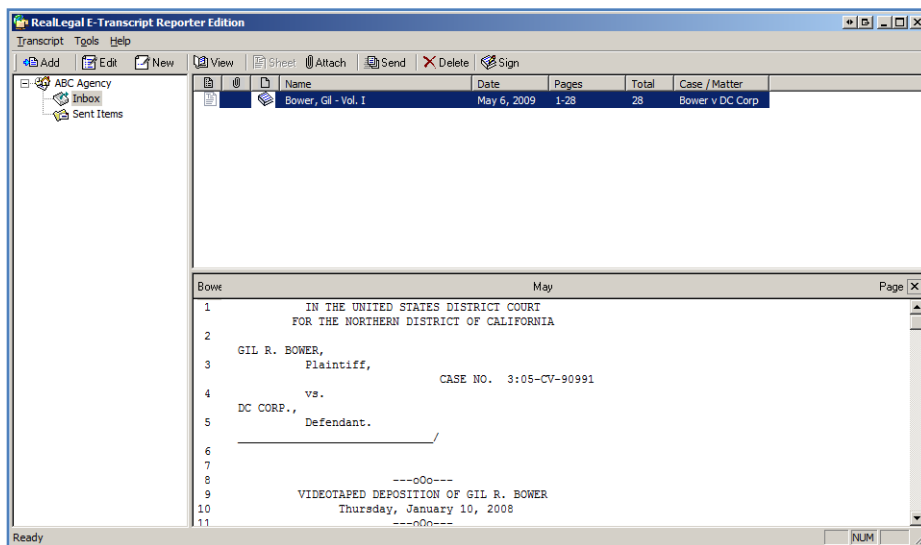 RealLegal E-Transcript Reporter Edition
Transcript Tools Help
Add Edit New View Sheet Attach Send Delete Sign
ABC Agency
Inbox
Sent Items
Name Date Pages Total Case / Matter
Bower, Gil - Vol. I May 6, 2009 1-28 28 Bower v DC Corp
Bowe May Page
1 IN THE UNITED STATES DISTRICT COURT
FOR THE NORTHERN DISTRICT OF CALIFORNIA
2
GIL R. BOWER,
3 Plaintiff,
CASE NO. 3:05-CV-90991
4 vs.
DC CORP.,
5 Defendant.
______________________________/
6
7
8 ---oOo---
9 VIDEOTAPED DEPOSITION OF GIL R. BOWER
10 Thursday, January 10, 2008
11 ---oOo---
Ready NUM